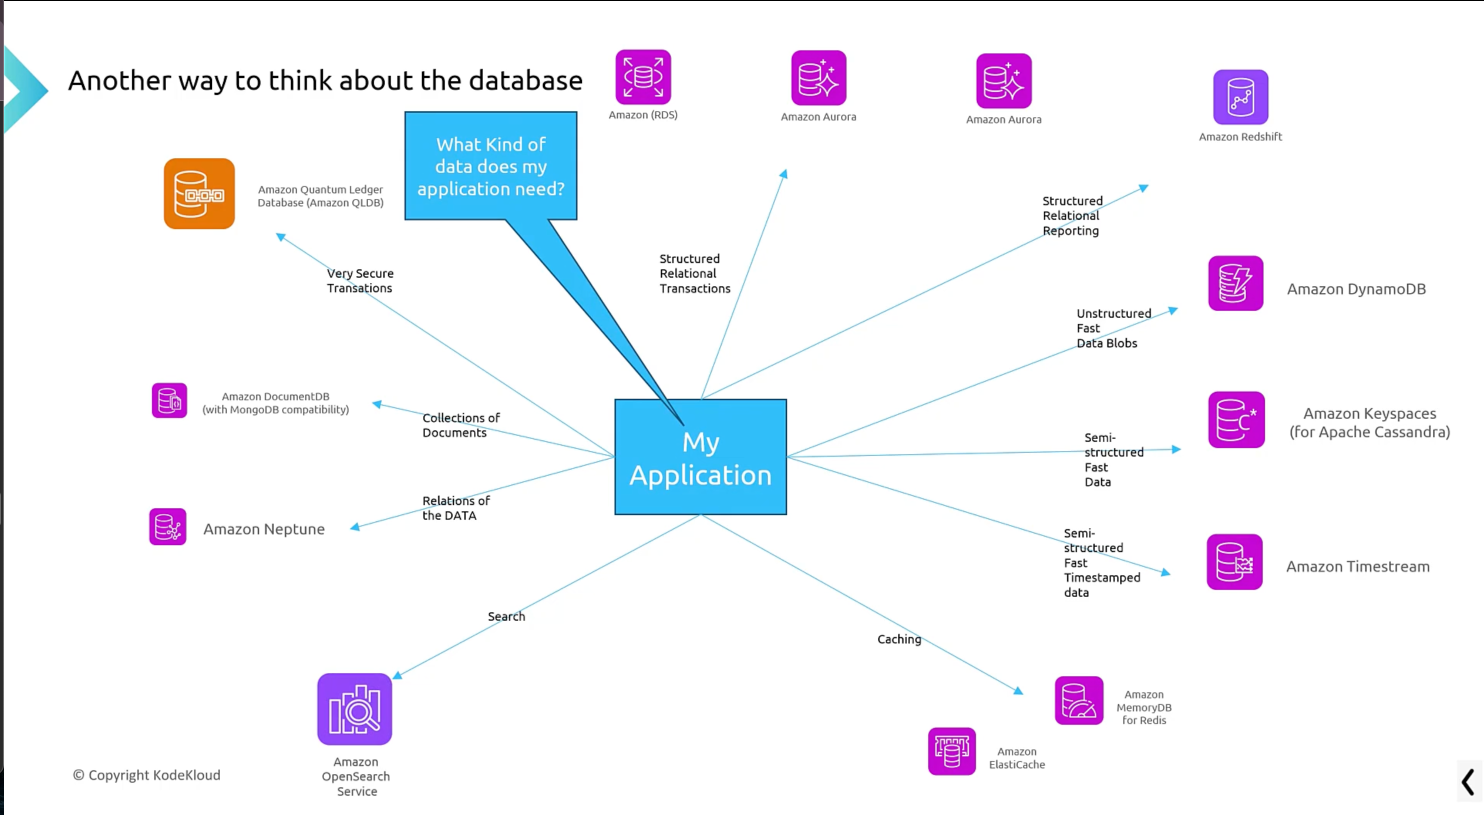 Another way to think about the database
Amazon (RDS)
Amazon Aurora
Amazon Aurora
Amazon Redshift
What Kind of
data does my
application need?
Amazon Quantum Ledger
Database (Amazon QLDB)
Very Secure
Transations
Structured
Relational
Transactions
Structured
Relational
Reporting
Amazon DynamoDB
Unstructured
Fast
Data Blobs
Amazon DocumentDB
(with MongoDB compatibility)
Collections of
Documents
My
Application
Amazon Keyspaces
(for Apache Cassandra)
Semi-
structured
Fast
Data
Amazon Neptune
Relations of
the DATA
Semi-
structured
Fast
Timestamped
data
Amazon Timestream
Search
Caching
Amazon
OpenSearch
Service
Amazon
MemoryDB
for Redis
Amazon
ElastiCache
© Copyright KodeKloud